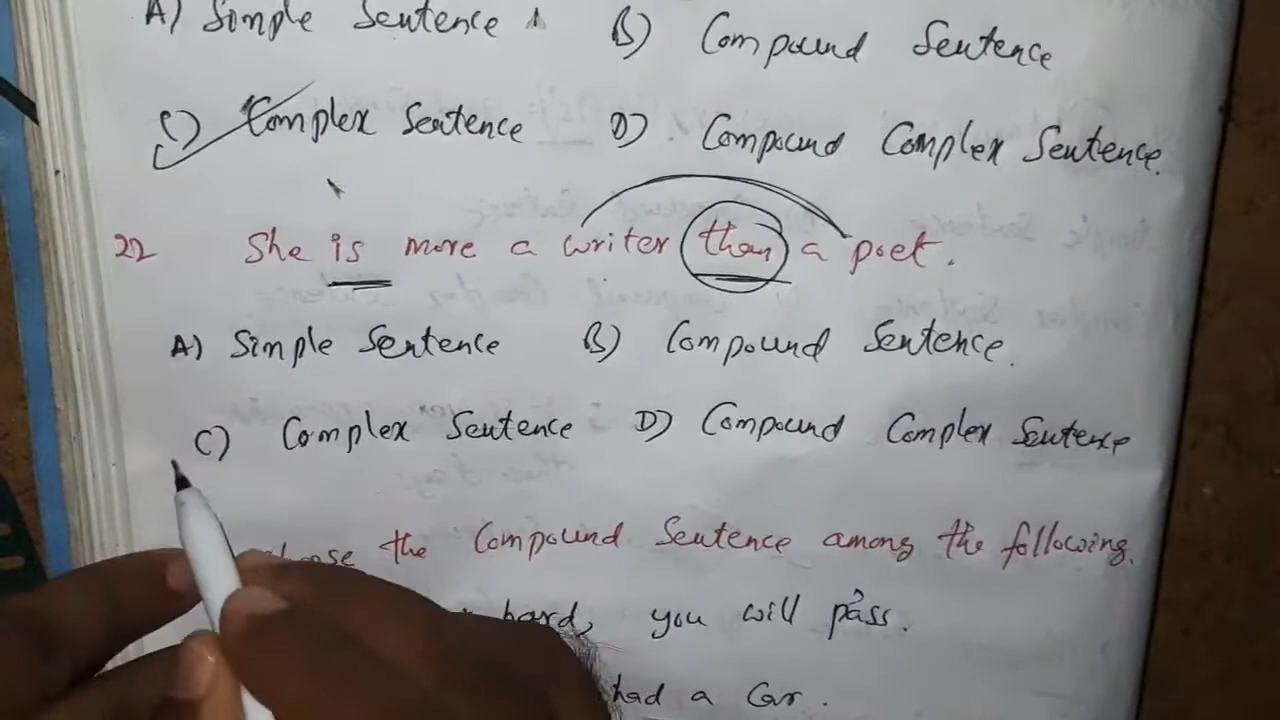 A) Simple Sentence B) Compound Sentence
C) Complex Sentence D) Compound Complex Sentence.
22 She is more a writer than a poet.
A) Simple Sentence B) Compound Sentence.
C) Complex Sentence D) Compound Complex Sentence
the Compound Sentence among the following.
hard, you will pass.
had a Car.